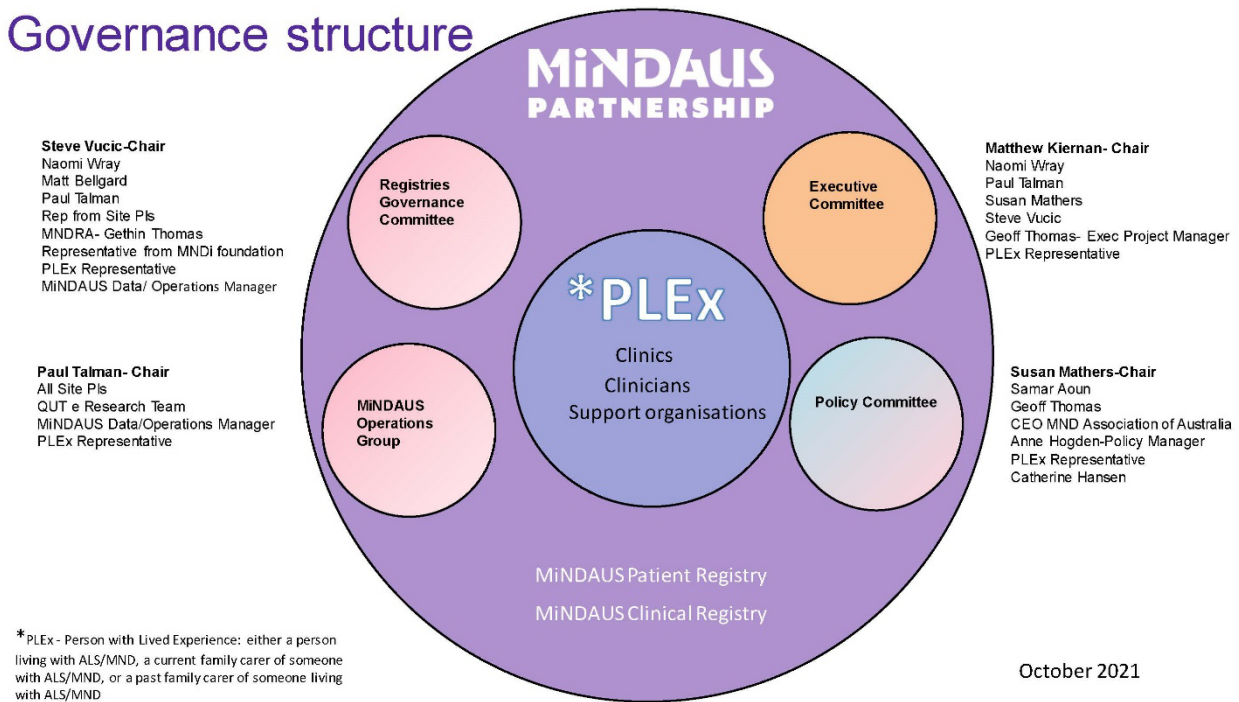 Governance structure
MiNDAUS
PARTNERSHIP
Steve Vucic-Chair
Naomi Wray
Matt Bellgard
Paul Talman
Rep from Site PIs
MNDRA- Gethin Thomas
Representative from MNDi foundation
PLEx Representative
MiNDAUS Data/ Operations Manager
Registries
Governance
Committee
Executive
Committee
Matthew Kiernan- Chair
Naomi Wray
Paul Talman
Susan Mathers
Steve Vucic
Geoff Thomas- Exec Project Manager
PLEx Representative
*PLEx
Clinics
Clinicians
Support organisations
Paul Talman- Chair
All Site PIs
QUT e Research Team
MiNDAUS Data/Operations Manager
PLEx Representative
MiNDAUS
Operations
Group
Policy Committee
Susan Mathers-Chair
Samar Aoun
Geoff Thomas
CEO MND Association of Australia
Anne Hogden-Policy Manager
PLEx Representative
Catherine Hansen
MiNDAUS Patient Registry
MiNDAUS Clinical Registry
*PLEx - Person with Lived Experience: either a person
living with ALS/MND, a current family carer of someone
with ALS/MND, or a past family carer of someone living
with ALS/MND
October 2021